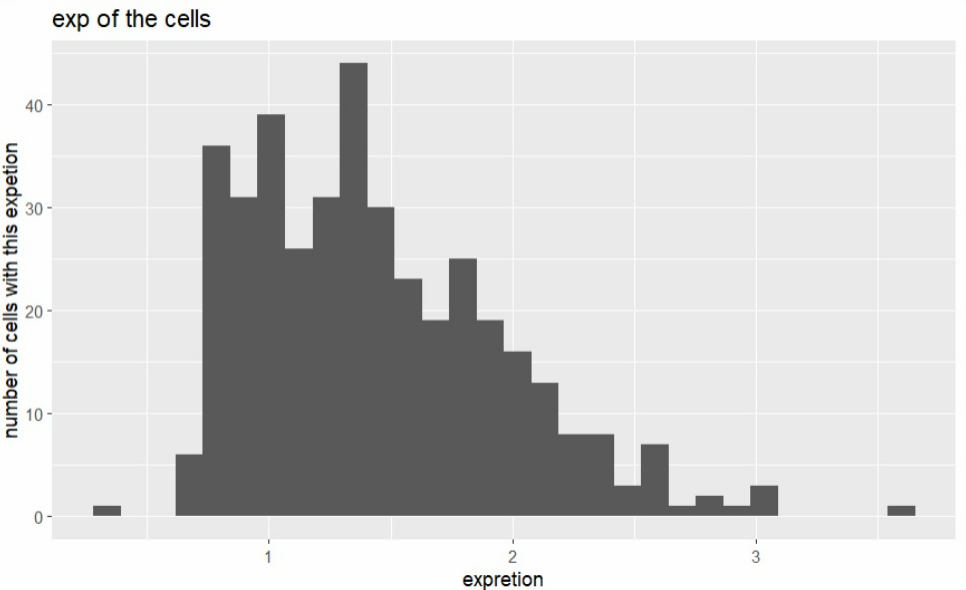 exp of the cells
number of cells with this expetion
40
30
20
10
0
1
2
3
expretion